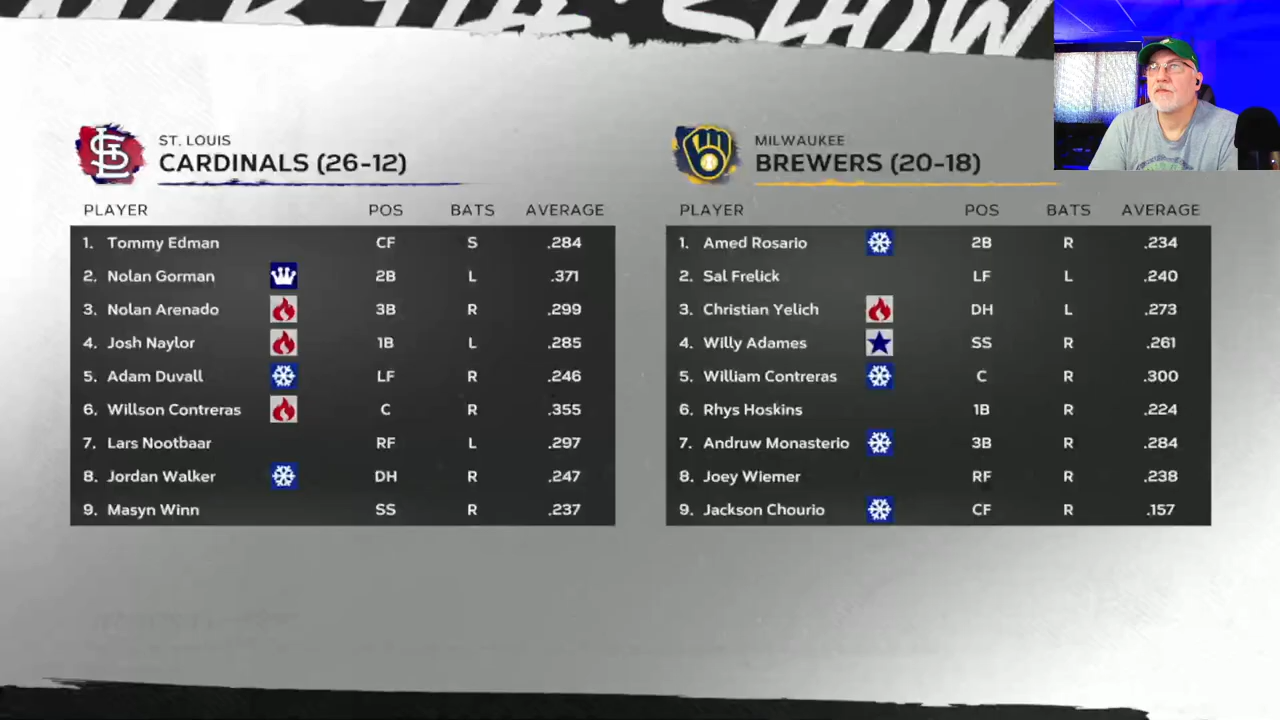 MLB THE SHOW
ST. LOUIS
CARDINALS (26-12)
PLAYER POS BATS AVERAGE
1. Tommy Edman CF S .284
2. Nolan Gorman 2B L .371
3. Nolan Arenado 3B R .299
4. Josh Naylor 1B L .285
5. Adam Duvall LF R .246
6. Willson Contreras C R .355
7. Lars Nootbaar RF L .297
8. Jordan Walker DH R .247
9. Masyn Winn SS R .237
MILWAUKEE
BREWERS (20-18)
PLAYER POS BATS AVERAGE
1. Amed Rosario 2B R .234
2. Sal Frelick LF L .240
3. Christian Yelich DH L .273
4. Willy Adames SS R .261
5. William Contreras C R .300
6. Rhys Hoskins 1B R .224
7. Andruw Monasterio 3B R .284
8. Joey Wiemer RF R .238
9. Jackson Chourio CF R .157